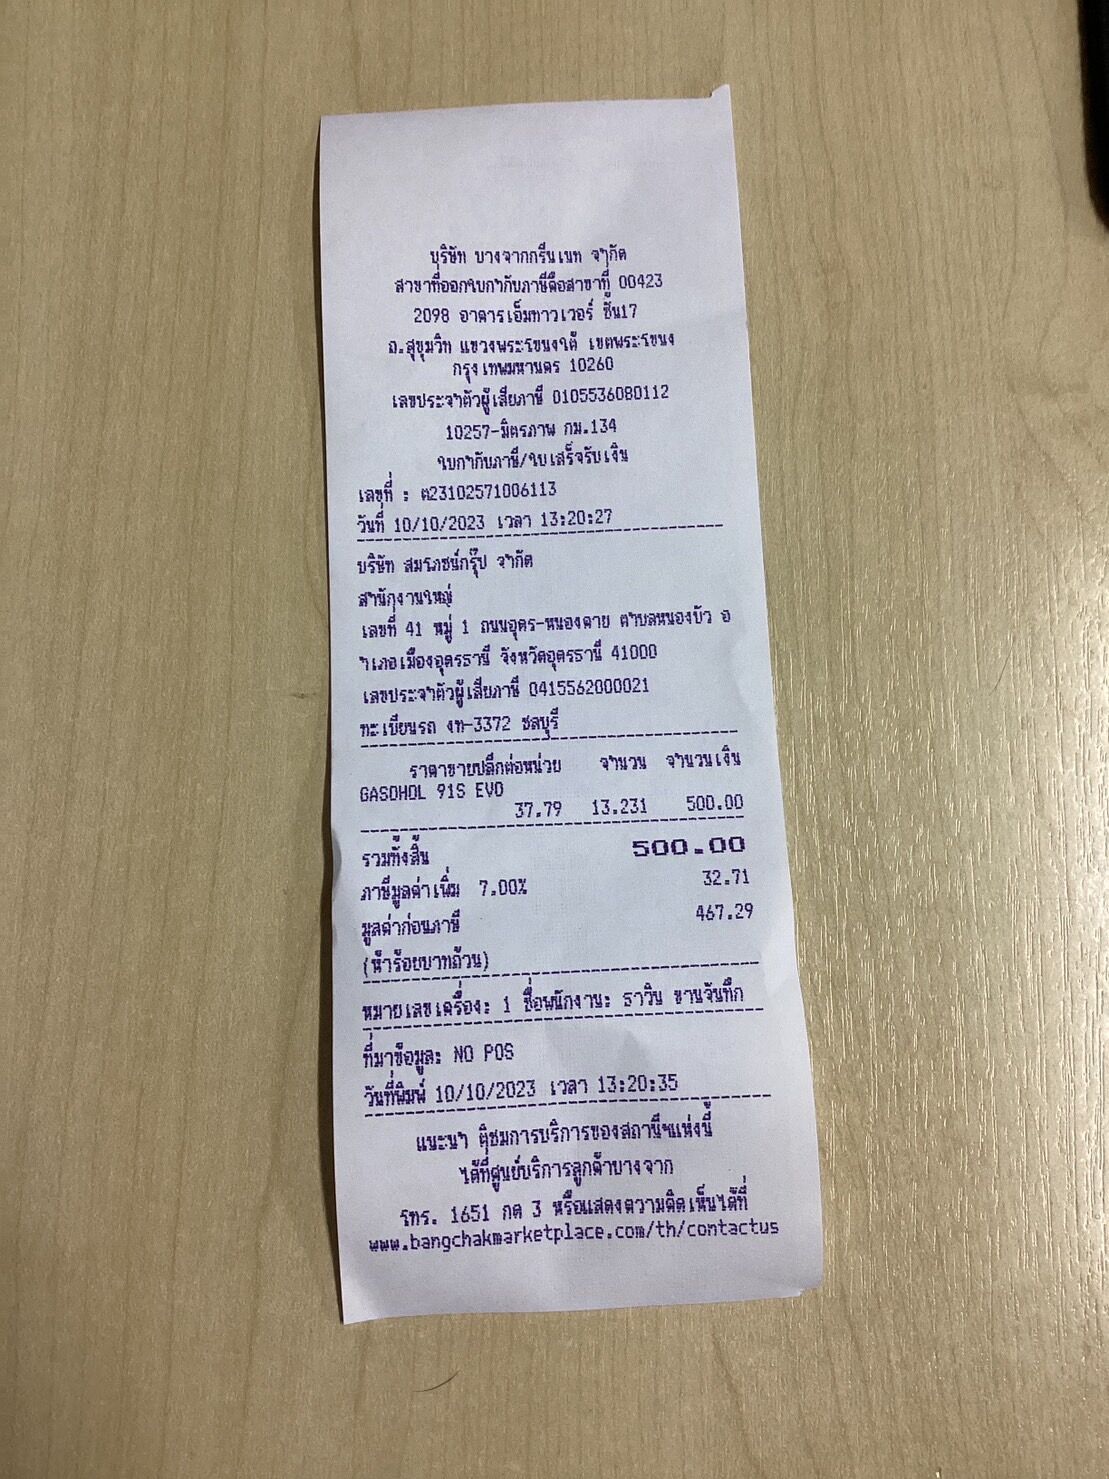 บริษัท บางจากกรีนเนท จำกัด
สาขาที่ออกใบกำกับภาษีคือสาขาที่ 00423
2098 อาคารเอ็มทาวเวอร์ ชั้น17
ถ.สุขุมวิท แขวงพระโขนงใต้ เขตพระโขนง
กรุงเทพมหานคร 10260
เลขประจำตัวผู้เสียภาษี 0105536080112
10257-มิตรภาพ กม.134
ใบกำกับภาษี/ใบเสร็จรับเงิน
เลขที่ : ต23102571006113
วันที่ 10/10/2023 เวลา 13:20:27
บริษัท สมโภชน์กรุ๊ป จำกัด
สำนักงานใหญ่
เลขที่ 41 หมู่ 1 ถนนอุดร-หนองคาย ตำบลหนองบัว อ
ำเภอเมืองอุดรธานี จังหวัดอุดรธานี 41000
เลขประจำตัวผู้เสียภาษี 0415562000021
ทะเบียนรถ งท-3372 ชลบุรี
ราคาขายปลีกต่อหน่วย จำนวน จำนวนเงิน
GASOHOL 91S EVO
37.79 13.231 500.00
รวมทั้งสิ้น 500.00
ภาษีมูลค่าเพิ่ม 7.00% 32.71
มูลค่าก่อนภาษี 467.29
(ห้าร้อยบาทถ้วน)
หมายเลขเครื่อง: 1 ชื่อพนักงาน: ธาวิน ขานจันทึก
ที่มาข้อมูล: NO POS
วันที่พิมพ์ 10/10/2023 เวลา 13:20:35
แนะนำ ติชมการบริการของสถานีฯแห่งนี้
ได้ที่ศูนย์บริการลูกค้าบางจาก
โทร. 1651 กด 3 หรือแสดงความคิดเห็นได้ที่
www.bangchakmarketplace.com/th/contactus